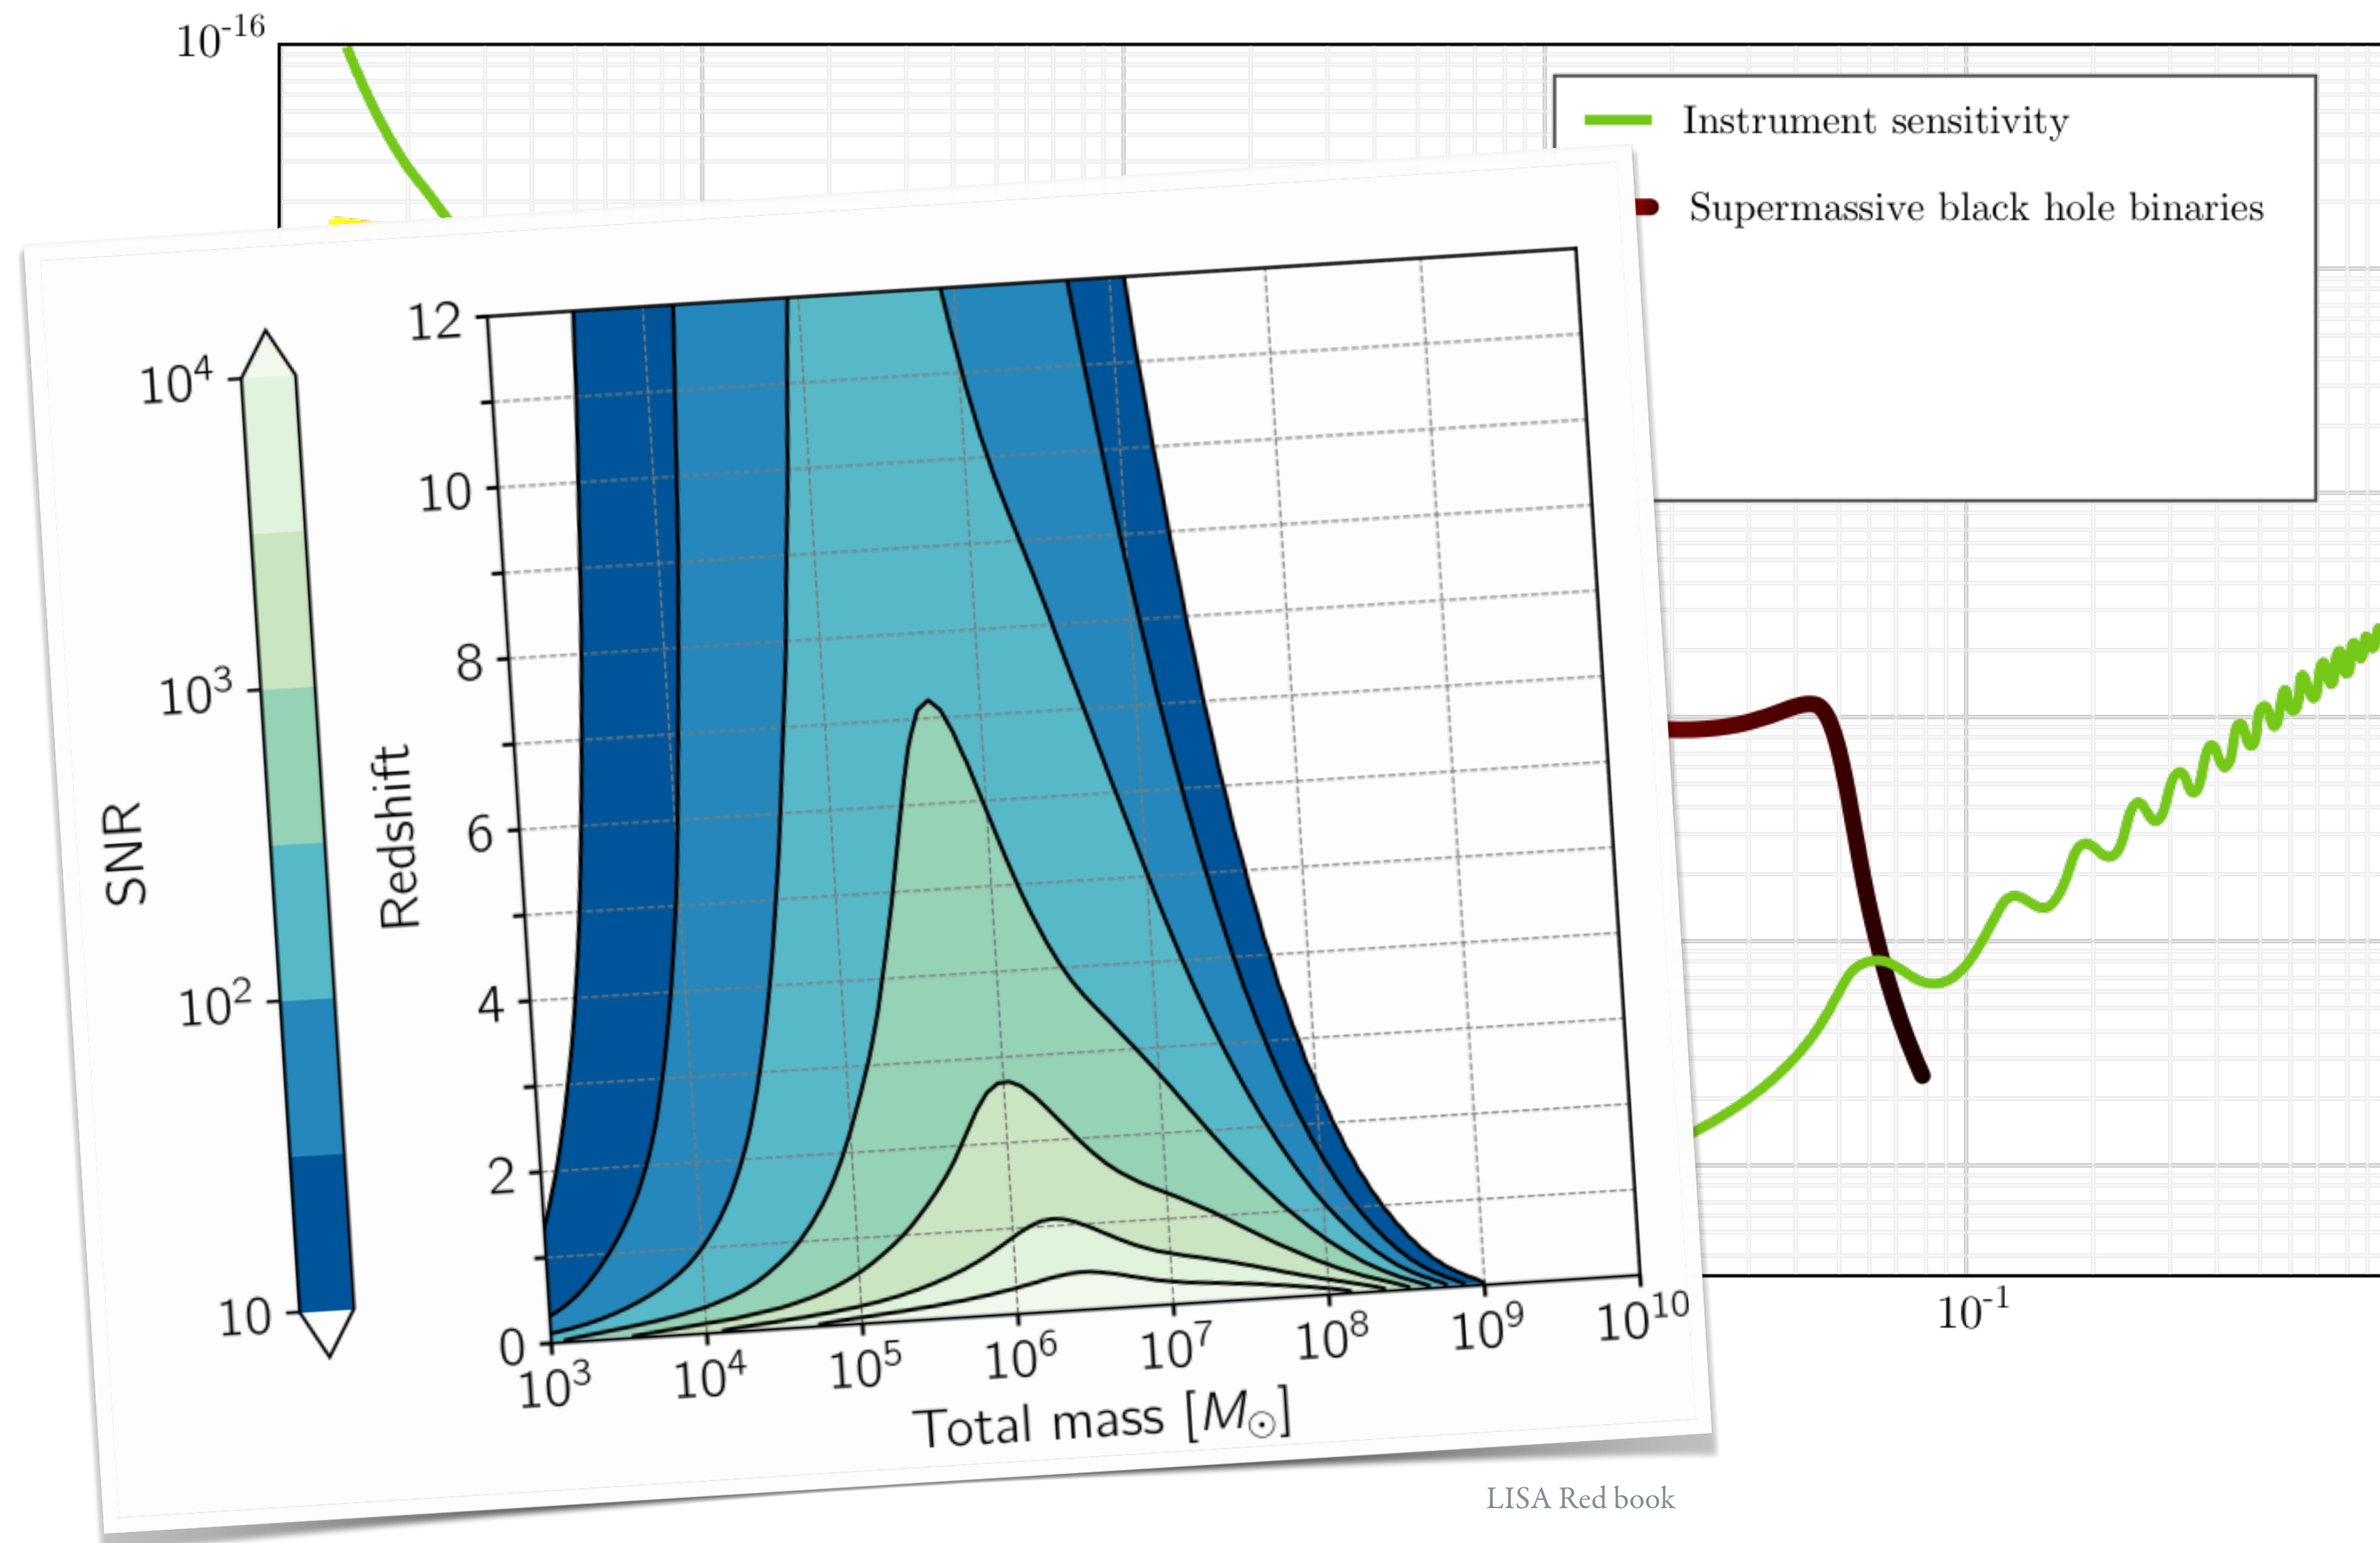 10-16
Instrument sensitivity
Supermassive black hole binaries
SNR
10⁴
10³
10²
10
Redshift
12
10
8
6
4
2
0
10³ 10⁴ 10⁵ 10⁶ 10⁷ 10⁸ 10⁹ 10¹⁰
Total mass [M☉]
10-1
LISA Red book